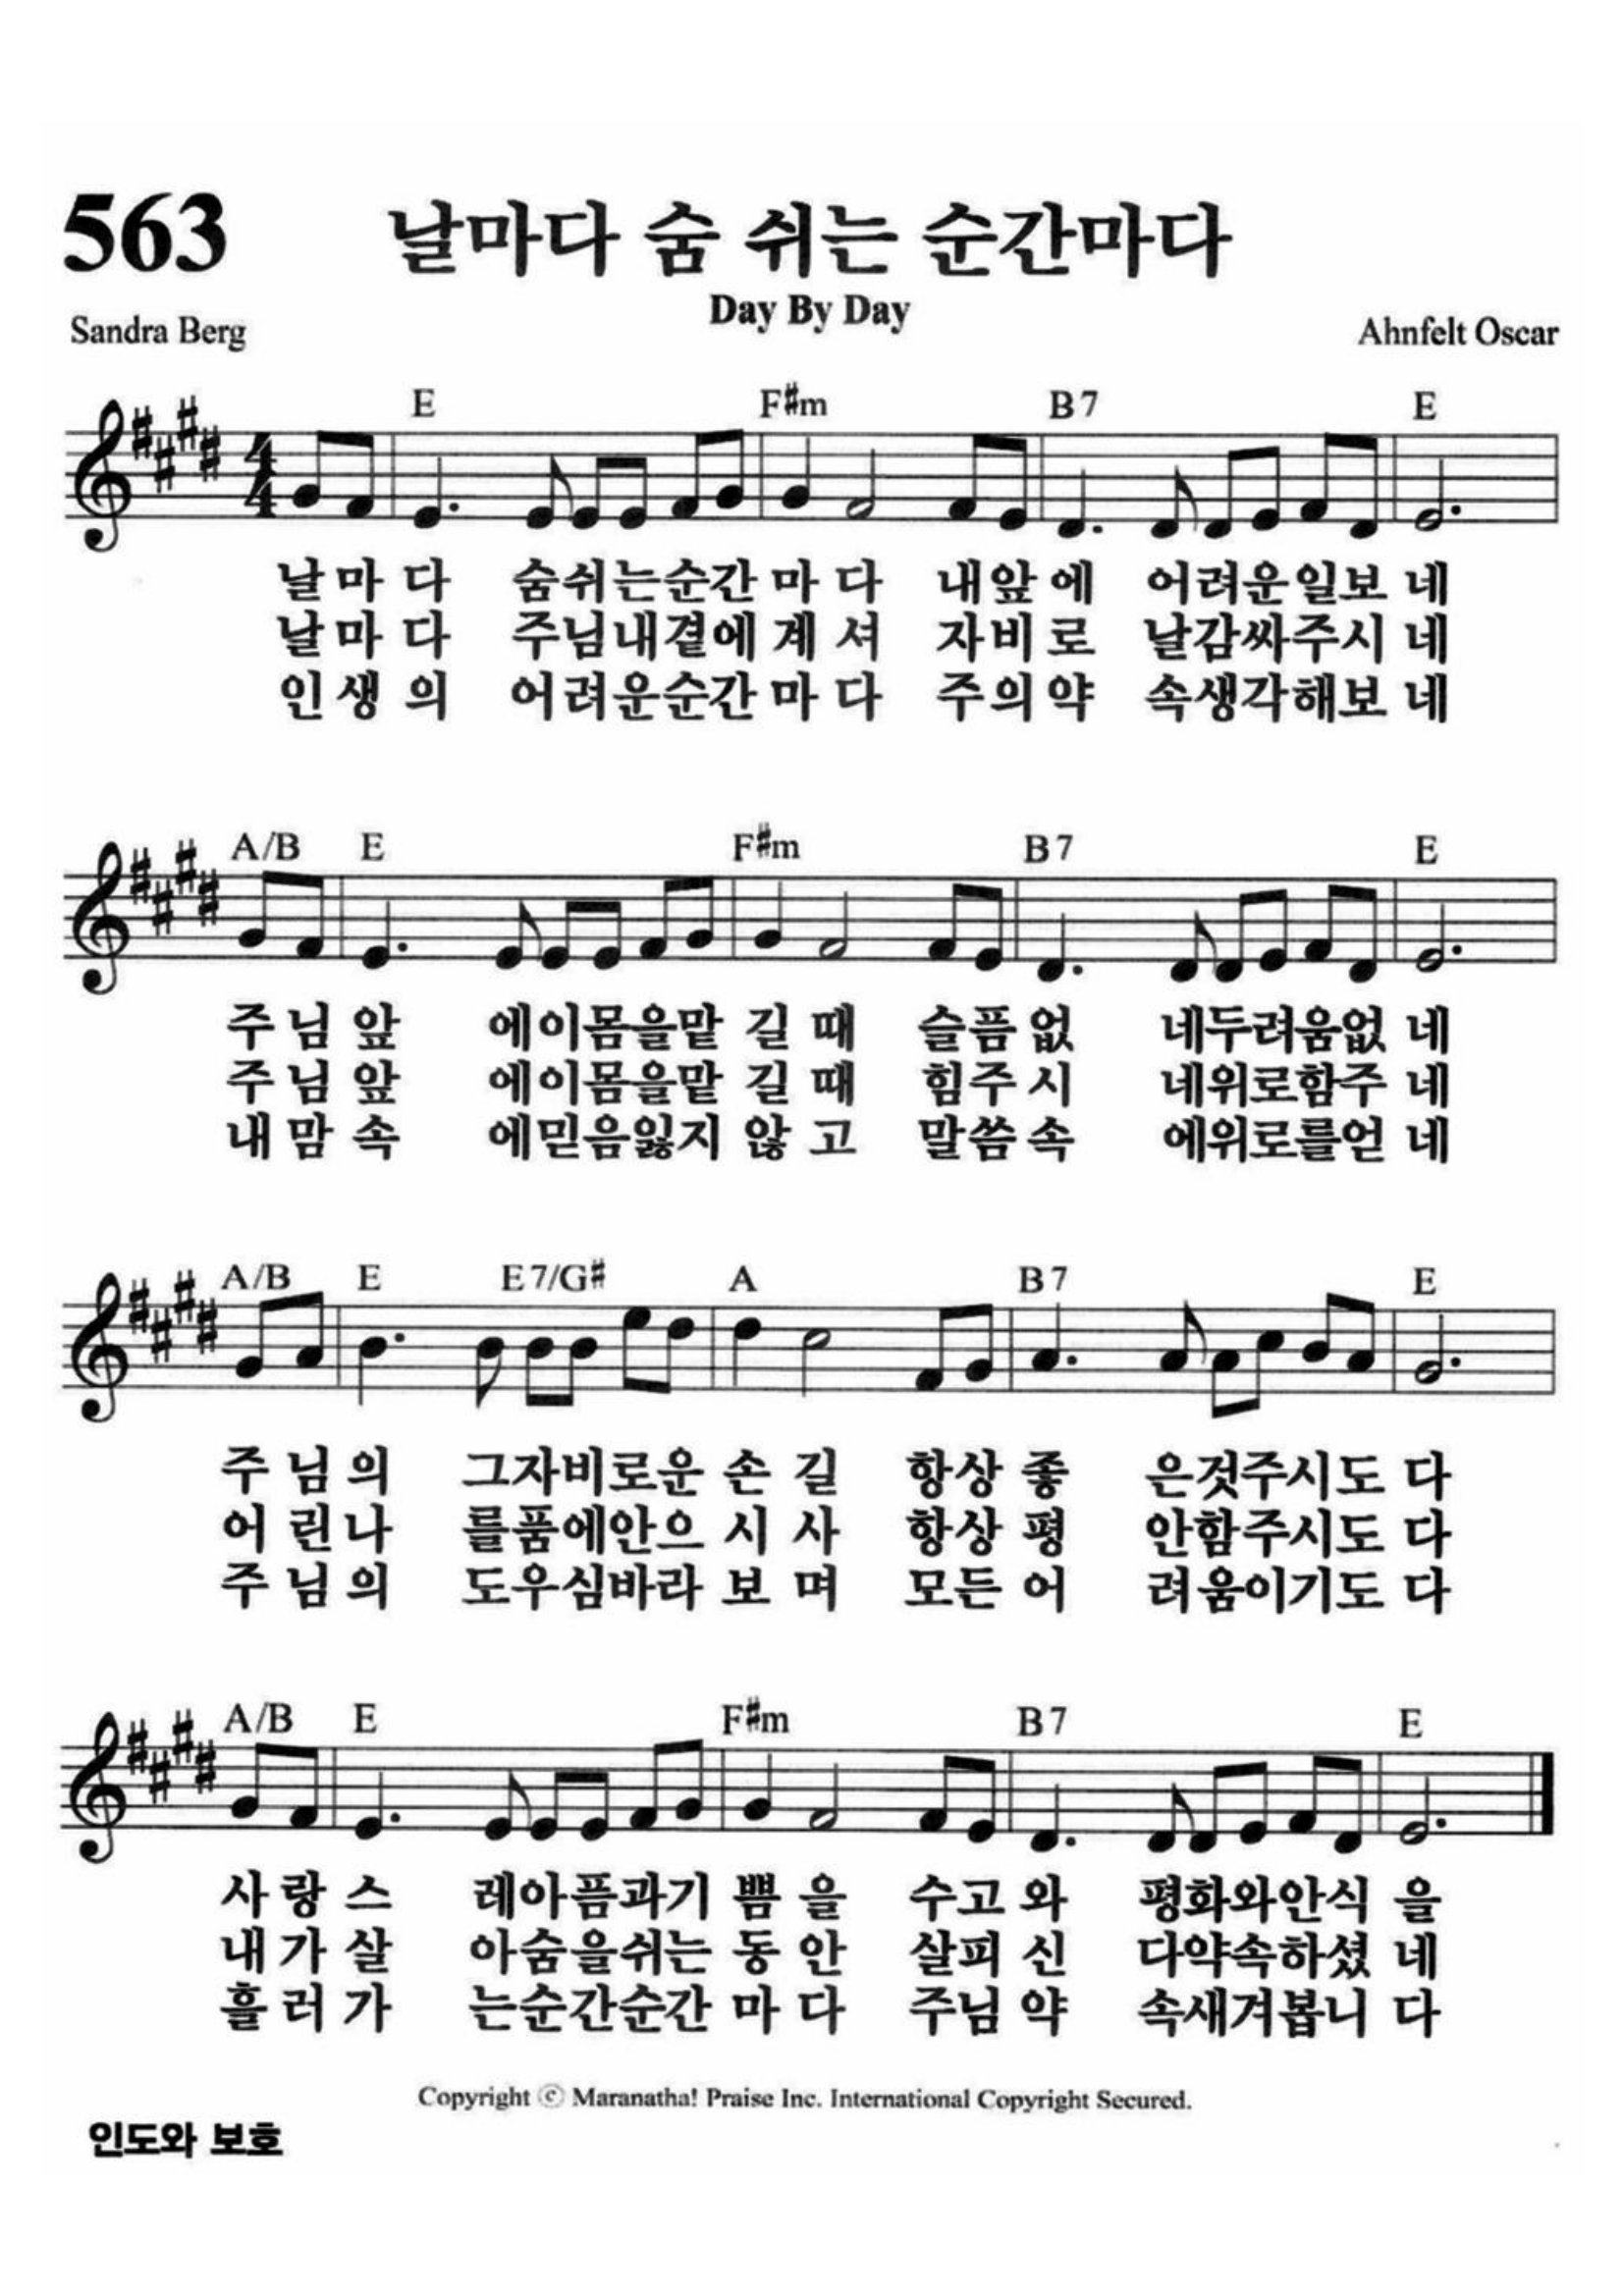 563
날마다 숨 쉬는 순간마다
Day By Day
Sandra Berg
Ahnfelt Oscar
E F#m B7 E
날마다 숨쉬는순간마다 내앞에 어려운일보네
날마다 주님내곁에계셔 자비로 날감싸주시네
인생의 어려운순간마다 주의약 속생각해보네
A/B E F#m B7 E
주님앞 에이몸을맡길때 슬픔없 네두려움없네
주님앞 에이몸을맡길때 힘주시 네위로함주네
내맘속 에믿음잃지않고 말씀속 에위로를얻네
A/B E E7/G# A B7 E
주님의 그자비로운손길 항상좋 은것주시도다
어린나 를품에안으시사 항상평 안함주시도다
주님의 도우심바라보며 모든어 려움이기도다
A/B E F#m B7 E
사랑스 레아픔과기쁨을 수고와 평화와안식을
내가살 아숨을쉬는동안 살피신 다약속하셨네
흘러가 는순간순간마다 주님약 속새겨봅니다
Copyright ⓒ Maranatha! Praise Inc. International Copyright Secured.
인도와 보호